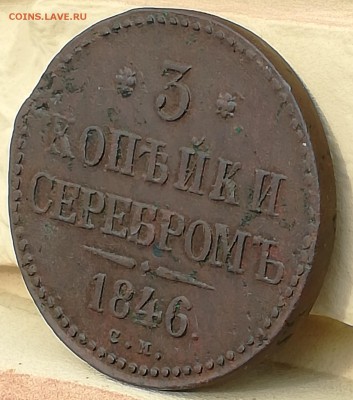 COINS.LAVE.RU
3
КОПѢЙКИ
СЕРЕБРОМЪ
1846.
С.М.